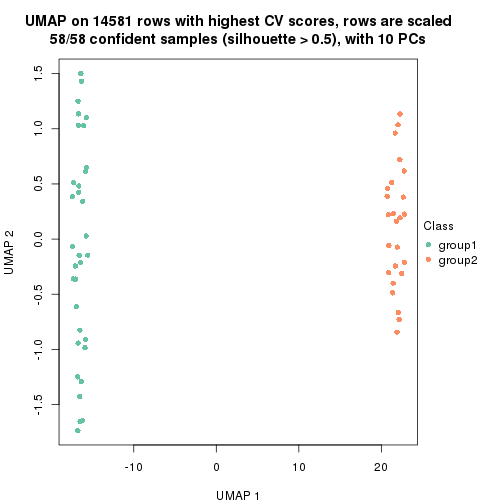 UMAP on 14581 rows with highest CV scores, rows are scaled
58/58 confident samples (silhouette > 0.5), with 10 PCs
1.5
1.0
0.5
0.0
-0.5
-1.0
-1.5
UMAP 2
-10
0
10
20
UMAP 1
Class
group1
group2